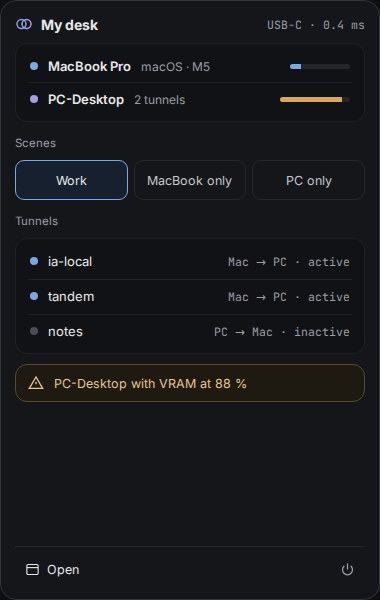 My desk
USB-C · 0.4 ms
MacBook Pro macOS · M5
PC-Desktop 2 tunnels
Scenes
Work
MacBook only
PC only
Tunnels
ia-local Mac → PC · active
tandem Mac → PC · active
notes PC → Mac · inactive
PC-Desktop with VRAM at 88 %
Open